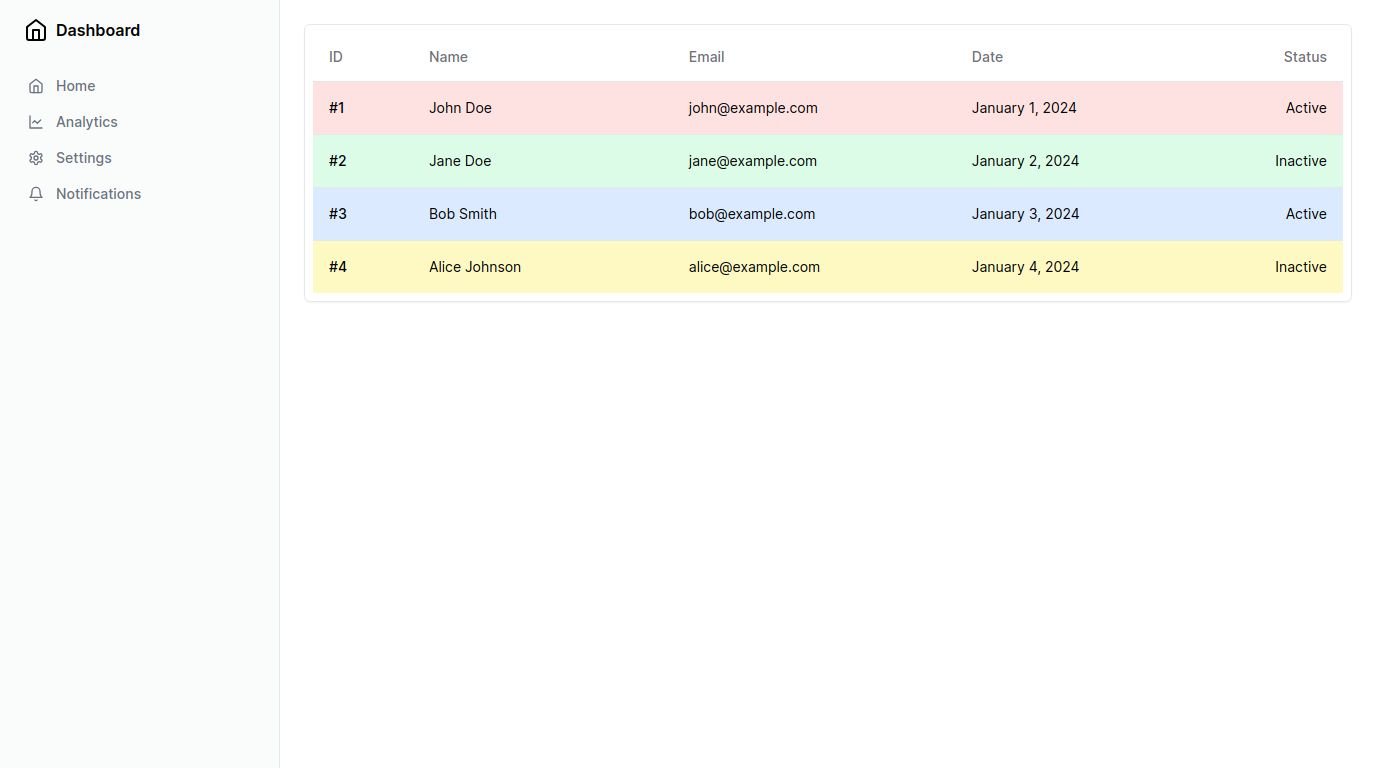 Dashboard
Home
Analytics
Settings
Notifications
ID Name Email Date Status
#1 John Doe john@example.com January 1, 2024 Active
#2 Jane Doe jane@example.com January 2, 2024 Inactive
#3 Bob Smith bob@example.com January 3, 2024 Active
#4 Alice Johnson alice@example.com January 4, 2024 Inactive